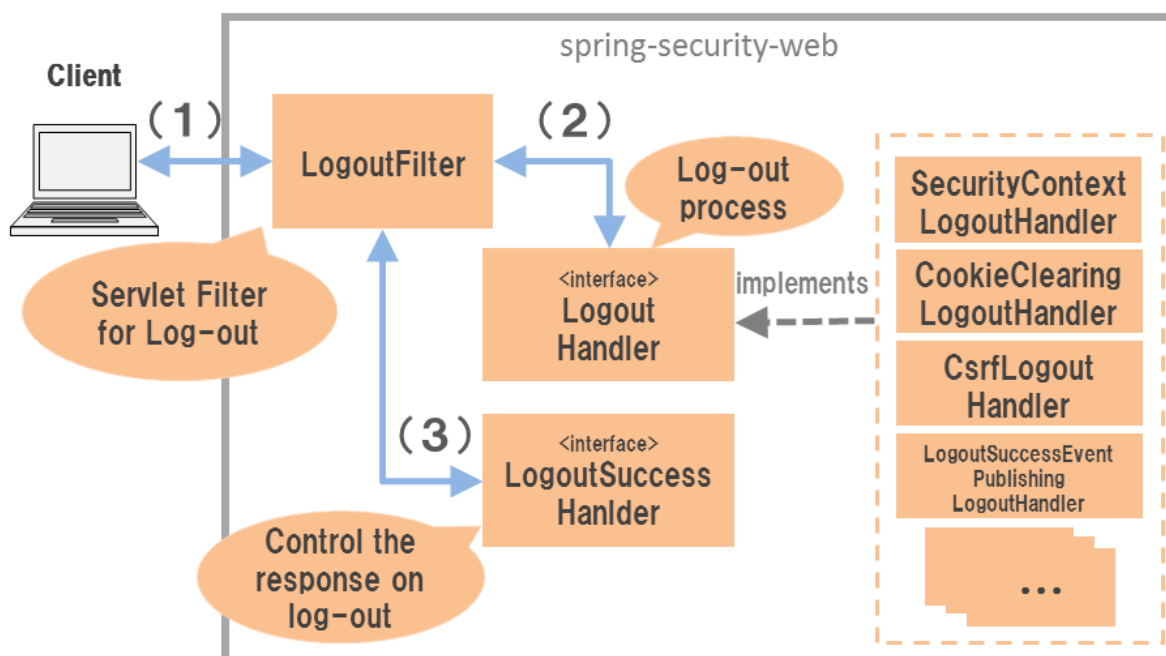 spring-security-web
Client
(1)
(2)
LogoutFilter
Log-out
process
Servlet Filter
for Log-out
<interface>
Logout
Handler
implements
SecurityContext
LogoutHandler
CookieClearing
LogoutHandler
CsrfLogout
Handler
LogoutSuccessEvent
Publishing
LogoutHandler
...
(3)
<interface>
LogoutSuccess
Hanlder
Control the
response on
log-out